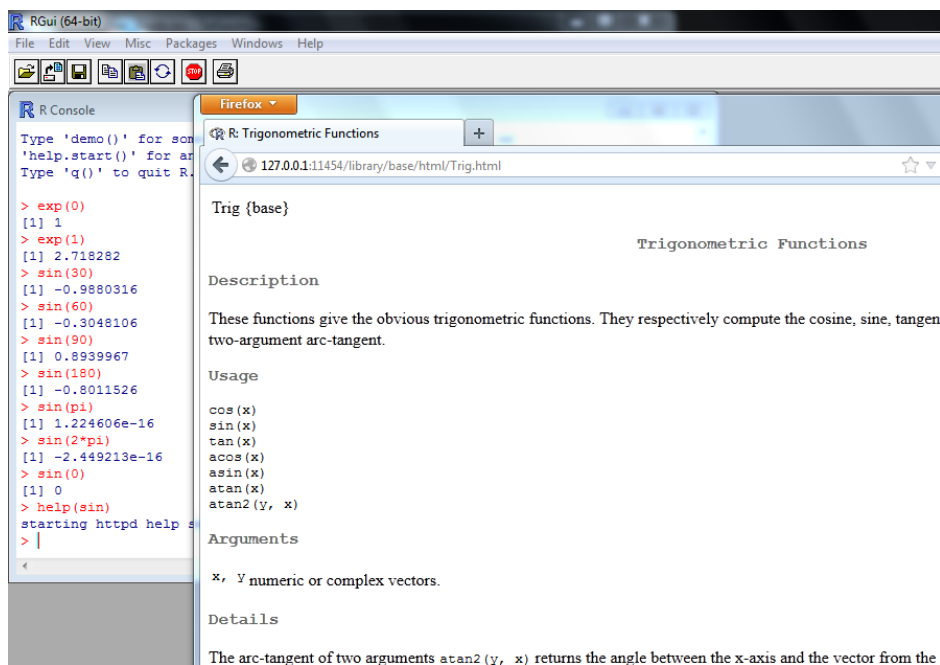 RGui (64-bit)
File Edit View Misc Packages Windows Help
STOP
R Console
Type 'demo()' for som
'help.start()' for an
Type 'q()' to quit R.
> exp(0)
[1] 1
> exp(1)
[1] 2.718282
> sin(30)
[1] -0.9880316
> sin(60)
[1] -0.3048106
> sin(90)
[1] 0.8939967
> sin(180)
[1] -0.8011526
> sin(pi)
[1] 1.224606e-16
> sin(2*pi)
[1] -2.449213e-16
> sin(0)
[1] 0
> help(sin)
starting httpd help s
>
Firefox
R: Trigonometric Functions
127.0.0.1:11454/library/base/html/Trig.html
Trig {base}
Trigonometric Functions
Description
These functions give the obvious trigonometric functions. They respectively compute the cosine, sine, tangen
two-argument arc-tangent.
Usage
cos(x)
sin(x)
tan(x)
acos(x)
asin(x)
atan(x)
atan2(y, x)
Arguments
x, y numeric or complex vectors.
Details
The arc-tangent of two arguments atan2(y, x) returns the angle between the x-axis and the vector from the